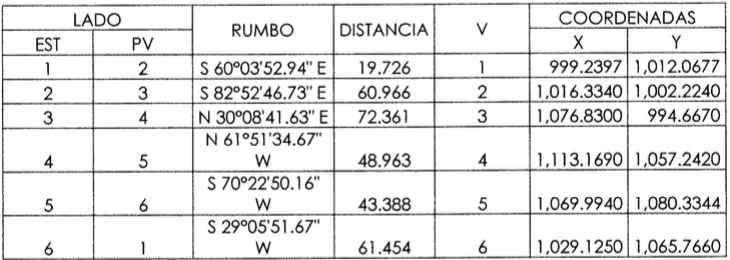 LADO RUMBO DISTANCIA V COORDENADAS
EST PV X Y
1 2 S 60°03'52.94" E 19.726 1 999.2397 1,012.0677
2 3 S 82°52'46.73" E 60.966 2 1,016.3340 1,002.2240
3 4 N 30°08'41.63" E 72.361 3 1,076.8300 994.6670
N 61°51'34.67"
4 5 W 48.963 4 1,113.1690 1,057.2420
S 70°22'50.16"
5 6 W 43.388 5 1,069.9940 1,080.3344
S 29°05'51.67"
6 1 W 61.454 6 1,029.1250 1,065.7660